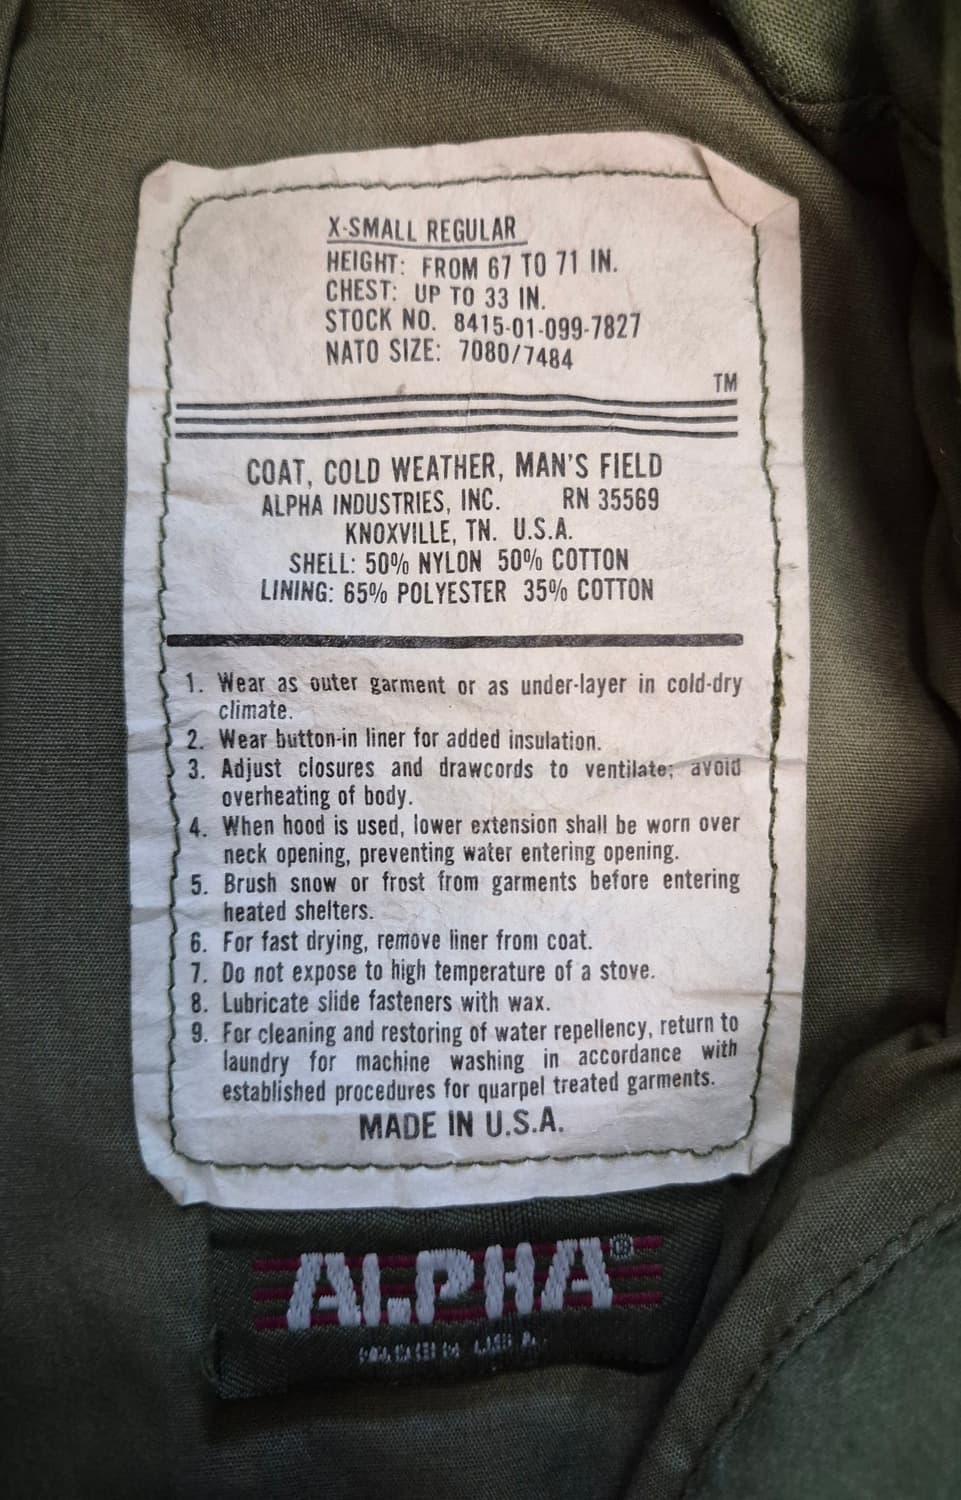 X-SMALL REGULAR
HEIGHT: FROM 67 TO 71 IN.
CHEST: UP TO 33 IN.
STOCK NO. 8415-01-099-7827
NATO SIZE: 7080/7484
TM
COAT, COLD WEATHER, MAN'S FIELD
ALPHA INDUSTRIES, INC. RN 35569
KNOXVILLE, TN. U.S.A.
SHELL: 50% NYLON 50% COTTON
LINING: 65% POLYESTER 35% COTTON
1. Wear as outer garment or as under-layer in cold-dry
climate.
2. Wear button-in liner for added insulation.
3. Adjust closures and drawcords to ventilate; avoid
overheating of body.
4. When hood is used, lower extension shall be worn over
neck opening, preventing water entering opening.
5. Brush snow or frost from garments before entering
heated shelters.
6. For fast drying, remove liner from coat.
7. Do not expose to high temperature of a stove.
8. Lubricate slide fasteners with wax.
9. For cleaning and restoring of water repellency, return to
laundry for machine washing in accordance with
established procedures for quarpel treated garments.
MADE IN U.S.A.
ALPHA®
MADE IN U.S.A.